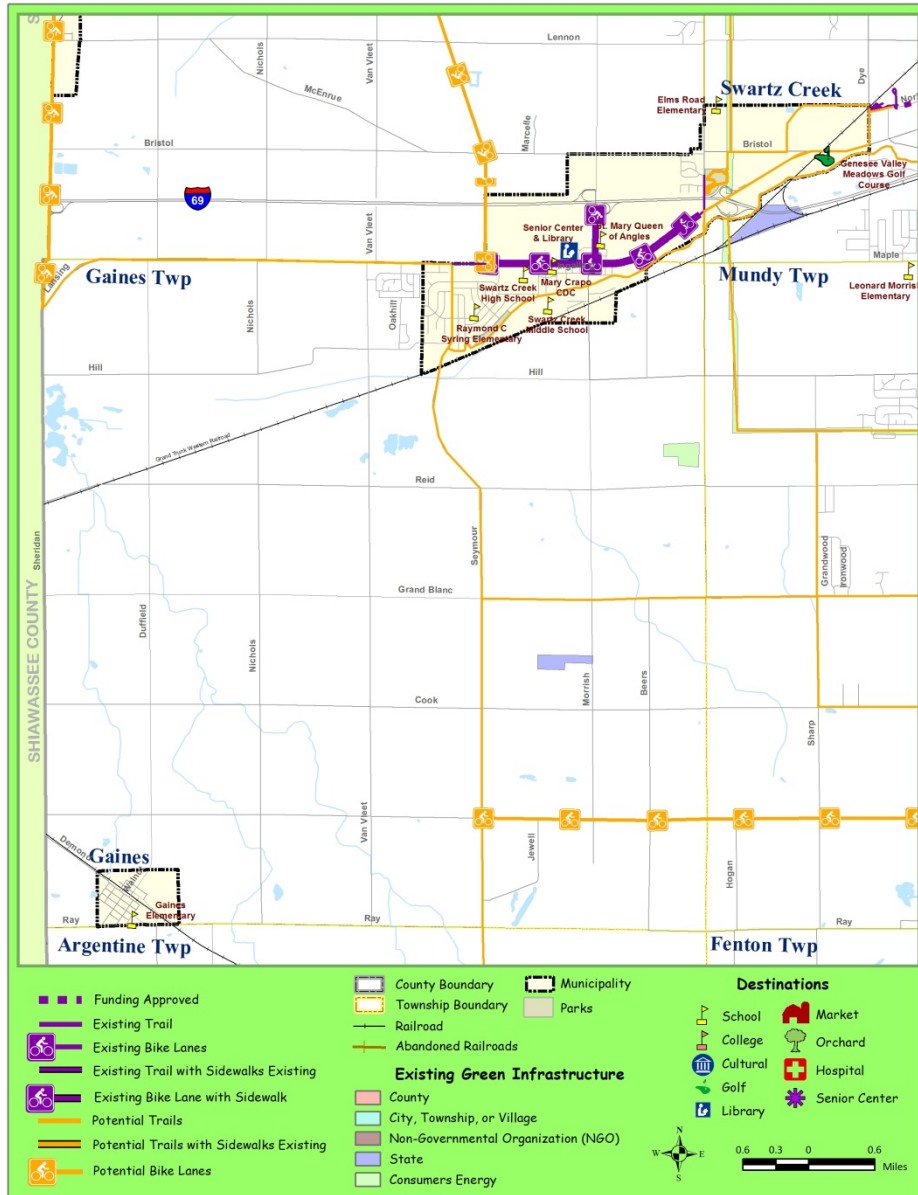 S
Lennon
Nichols
Van Vleet
McEnrue
Marcelle
Dye
Swartz Creek
Elms Road
Elementary
Nor
Bristol
Bristol
Genesee Valley
Meadows Golf
Course
69
Van Vleet
Senior Center
& Library
St. Mary Queen
of Angles
Lansing
Gaines Twp
Mundy Twp
Maple
Swartz Creek
High School
Mary Crapo
CDC
Leonard Morris
Elementary
Oakhill
Nichols
Raymond C
Syring Elementary
Swartz Creek
Middle School
Hill
Hill
Grand Trunk Western Railroad
Reid
Sheridan
Seymour
Grandwood
Ironwood
SHIAWASSEE COUNTY
Grand Blanc
Duffield
Nichols
Morrish
Beers
Cook
Sharp
Van Vleet
Jewell
Hogan
Demond
Gaines
Walnut
Gaines
Elementary
Ray
Ray
Ray
Argentine Twp
Fenton Twp
Funding Approved
Existing Trail
Existing Bike Lanes
Existing Trail with Sidewalks Existing
Existing Bike Lane with Sidewalk
Potential Trails
Potential Trails with Sidewalks Existing
Potential Bike Lanes
County Boundary
Township Boundary
Railroad
Abandoned Railroads
Municipality
Parks
Existing Green Infrastructure
County
City, Township, or Village
Non-Governmental Organization (NGO)
State
Consumers Energy
Destinations
School
College
Cultural
Golf
Library
Market
Orchard
Hospital
Senior Center
N
W E
S
0.6 0.3 0 0.6
Miles